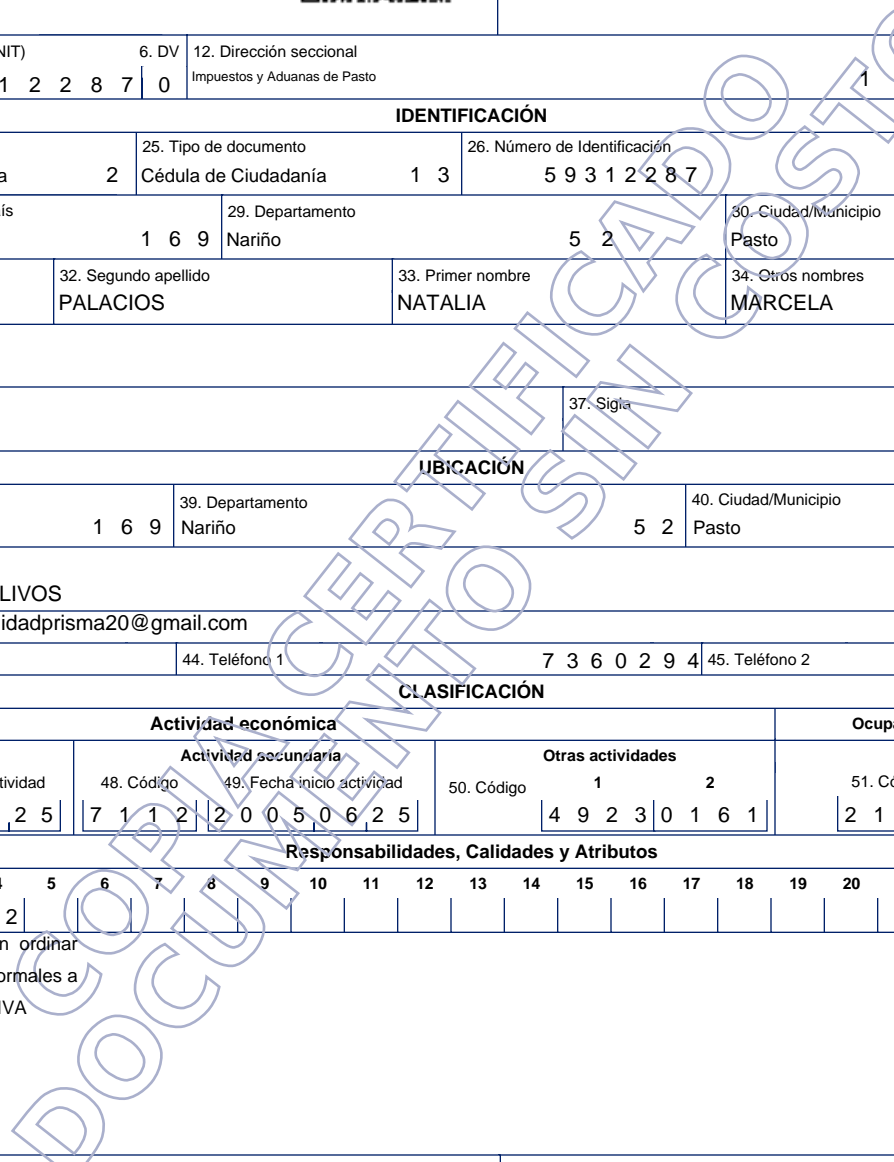 NIT) 6. DV 12. Dirección seccional
1 2 2 8 7 0 Impuestos y Aduanas de Pasto 1
IDENTIFICACIÓN
25. Tipo de documento 26. Número de Identificación
a 2 Cédula de Ciudadanía 1 3 5 9 3 1 2 2 8 7
ís 29. Departamento 30. Ciudad/Municipio
1 6 9 Nariño 5 2 Pasto
32. Segundo apellido 33. Primer nombre 34. Otros nombres
PALACIOS NATALIA MARCELA
37. Sigla
UBICACIÓN
39. Departamento 40. Ciudad/Municipio
1 6 9 Nariño 5 2 Pasto
LIVOS
idadprisma20@gmail.com
44. Teléfono 1 7 3 6 0 2 9 4 45. Teléfono 2
CLASIFICACIÓN
Actividad económica Ocupa
Actividad secundaria Otras actividades
tividad 48. Código 49. Fecha inicio actividad 50. Código 1 2 51. Có
2 5 7 1 1 2 2 0 0 5 0 6 2 5 4 9 2 3 0 1 6 1 2 1
Responsabilidades, Calidades y Atributos
4 5 6 7 8 9 10 11 12 13 14 15 16 17 18 19 20
2
n ordinar
ormales a
IVA
COPIA CERTIFICADO
DOCUMENTO SIN COSTO